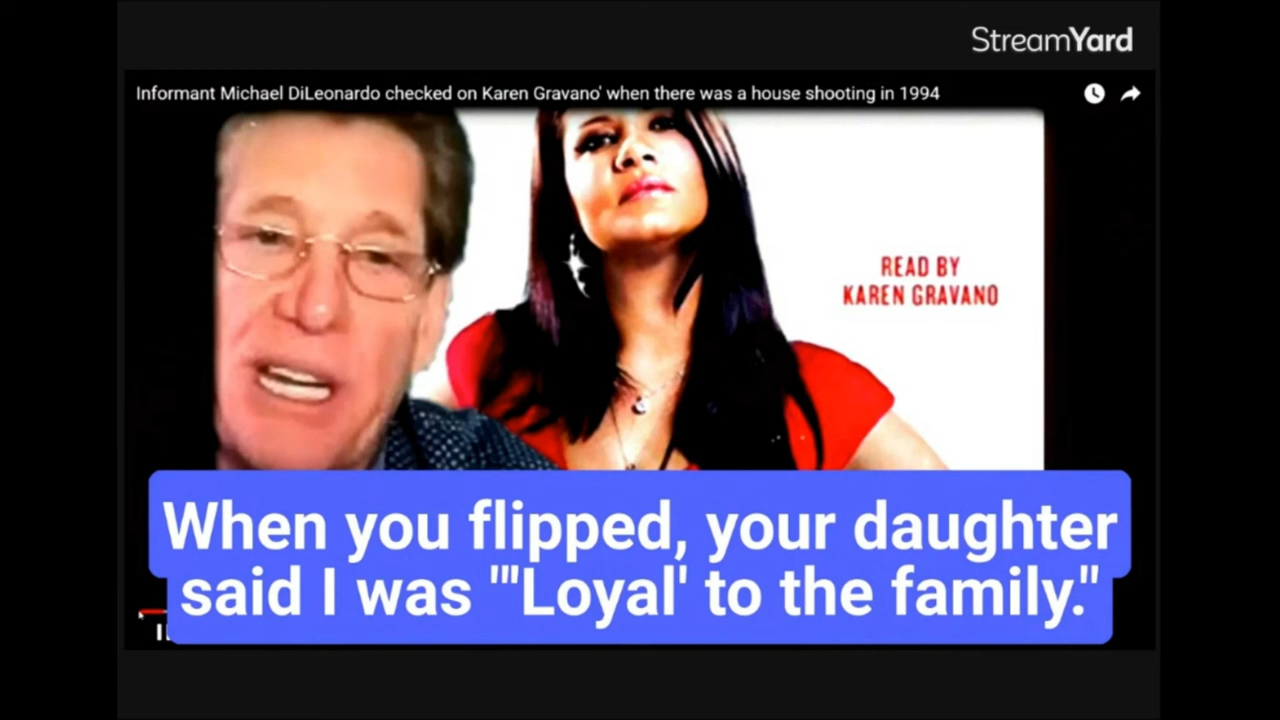 StreamYard
Informant Michael DiLeonardo checked on Karen Gravano' when there was a house shooting in 1994
READ BY
KAREN GRAVANO
When you flipped, your daughter
said I was "'Loyal' to the family."